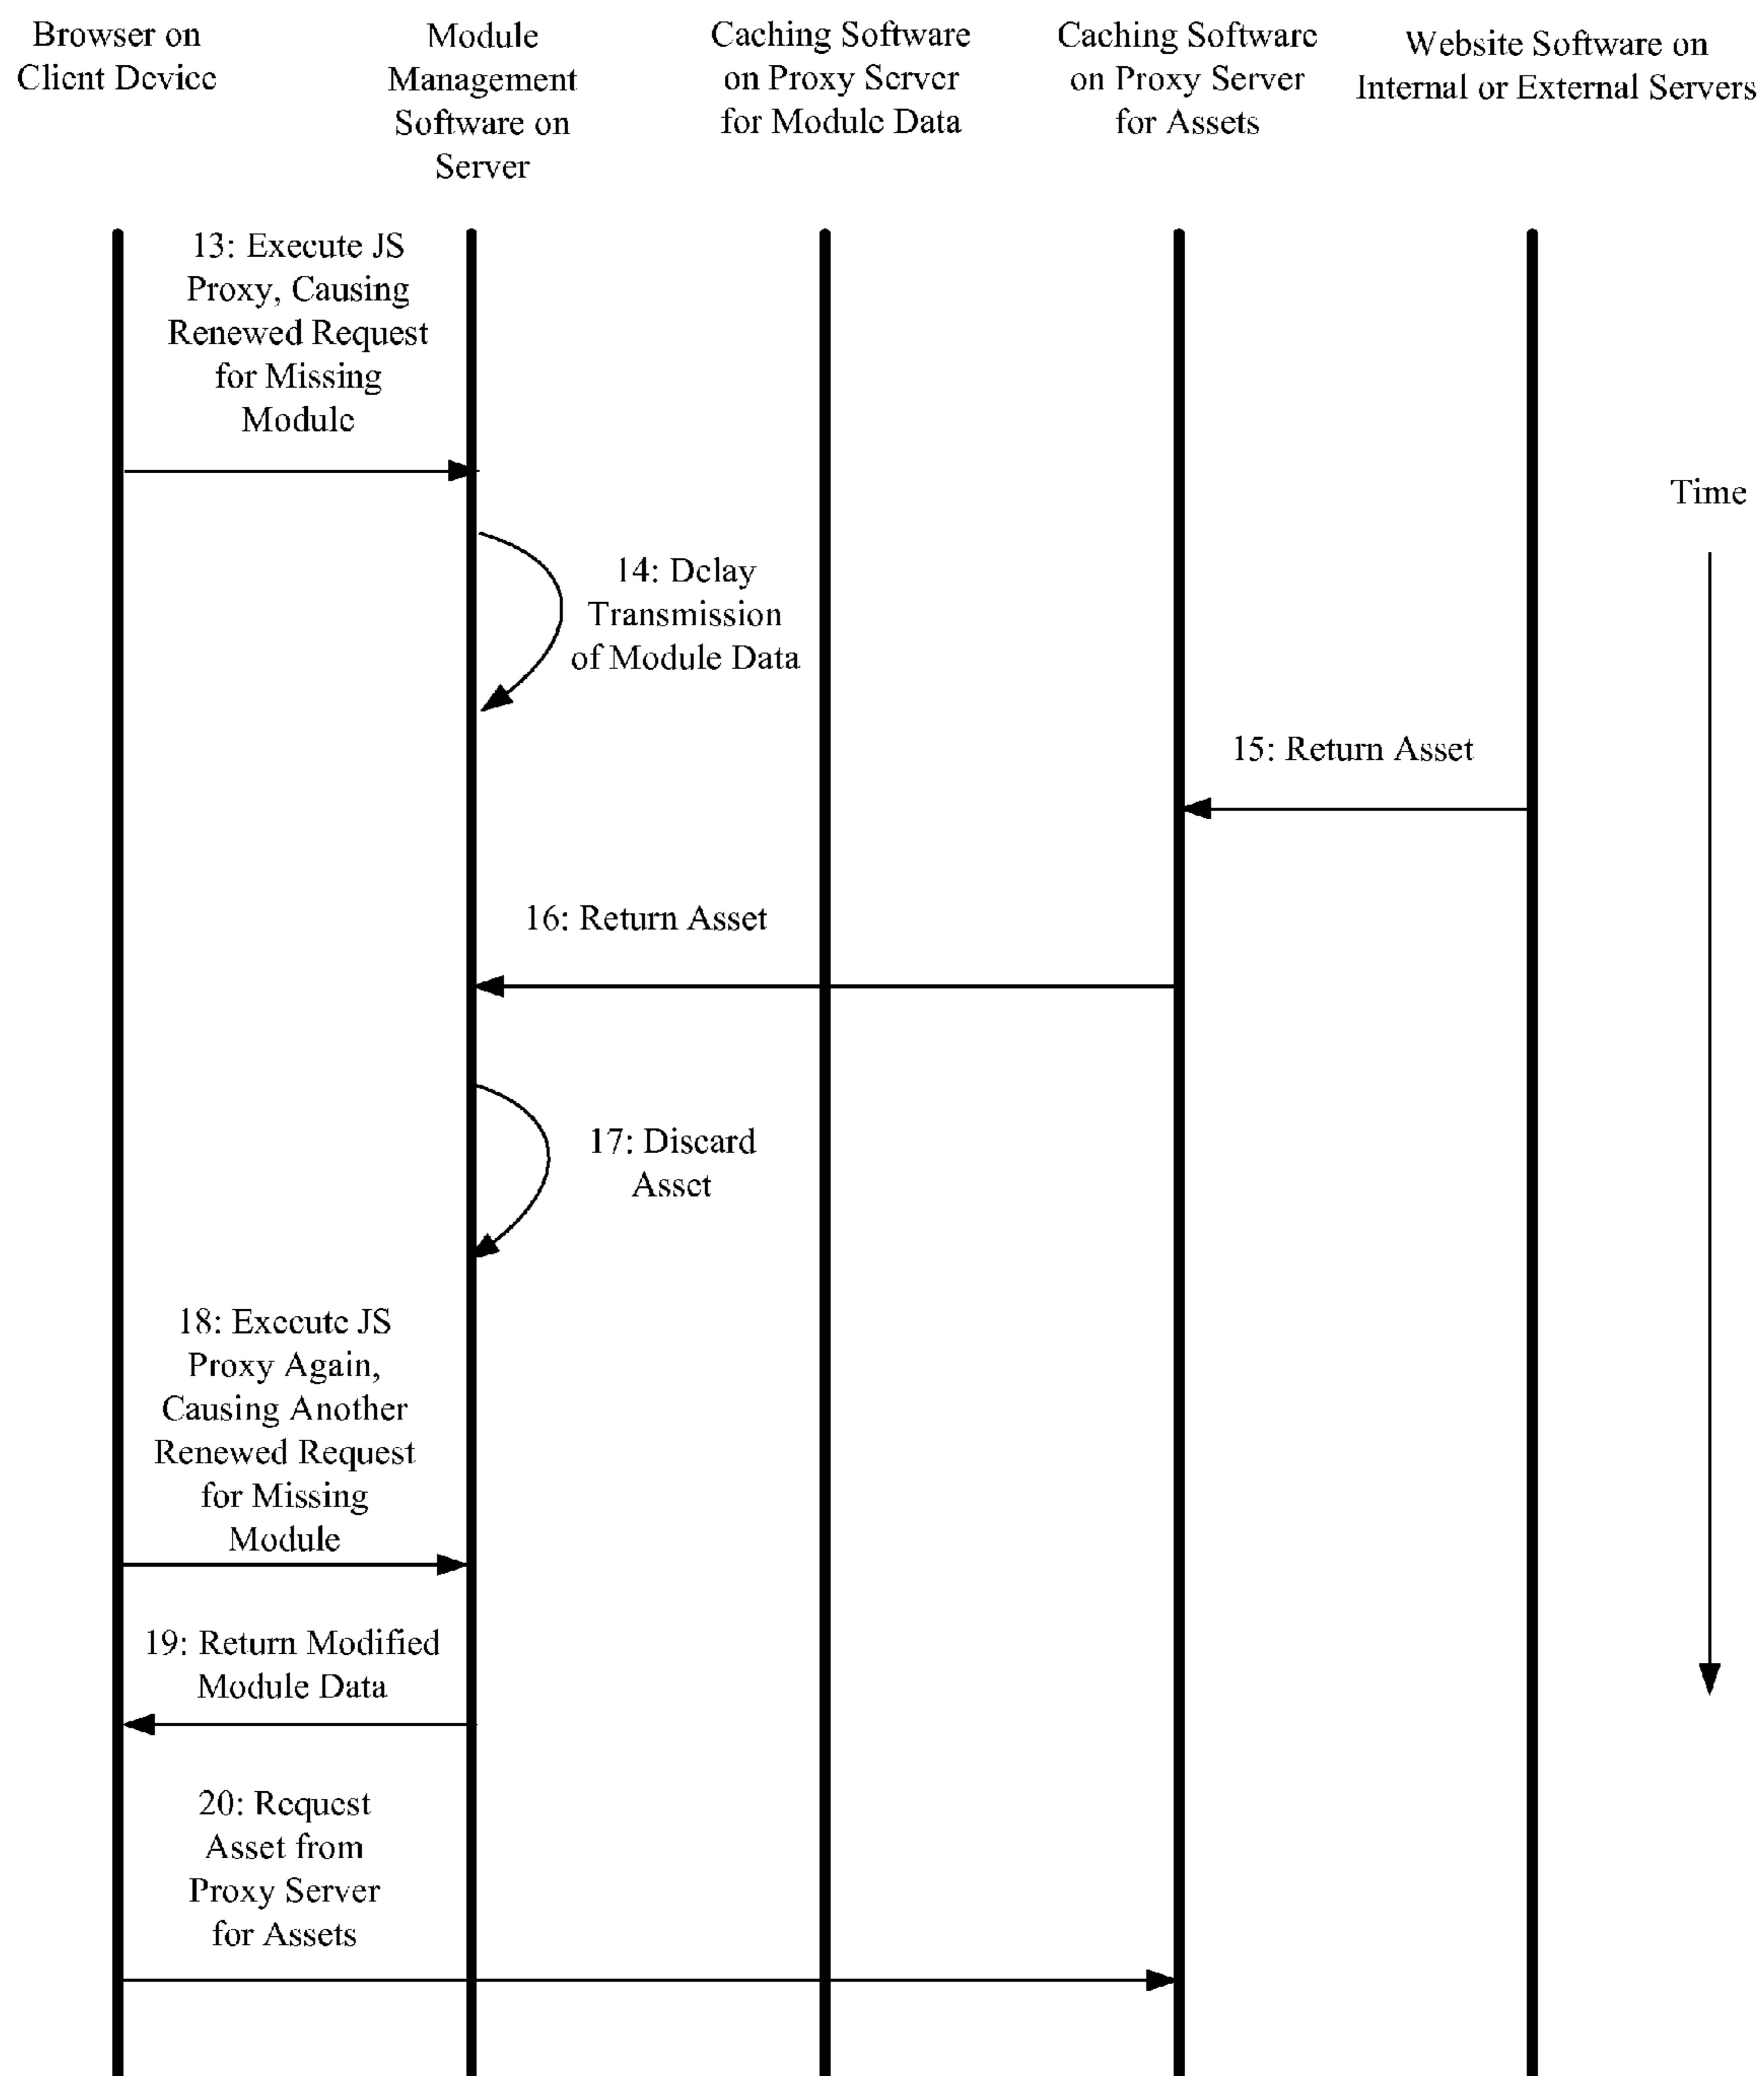 Browser on
Client Device
Module
Management
Software on
Server
Caching Software
on Proxy Server
for Module Data
Caching Software
on Proxy Server
for Assets
Website Software on
Internal or External Servers
13: Execute JS
Proxy, Causing
Renewed Request
for Missing
Module
Time
14: Delay
Transmission
of Module Data
15: Return Asset
16: Return Asset
17: Discard
Asset
18: Execute JS
Proxy Again,
Causing Another
Renewed Request
for Missing
Module
19: Return Modified
Module Data
20: Request
Asset from
Proxy Server
for Assets